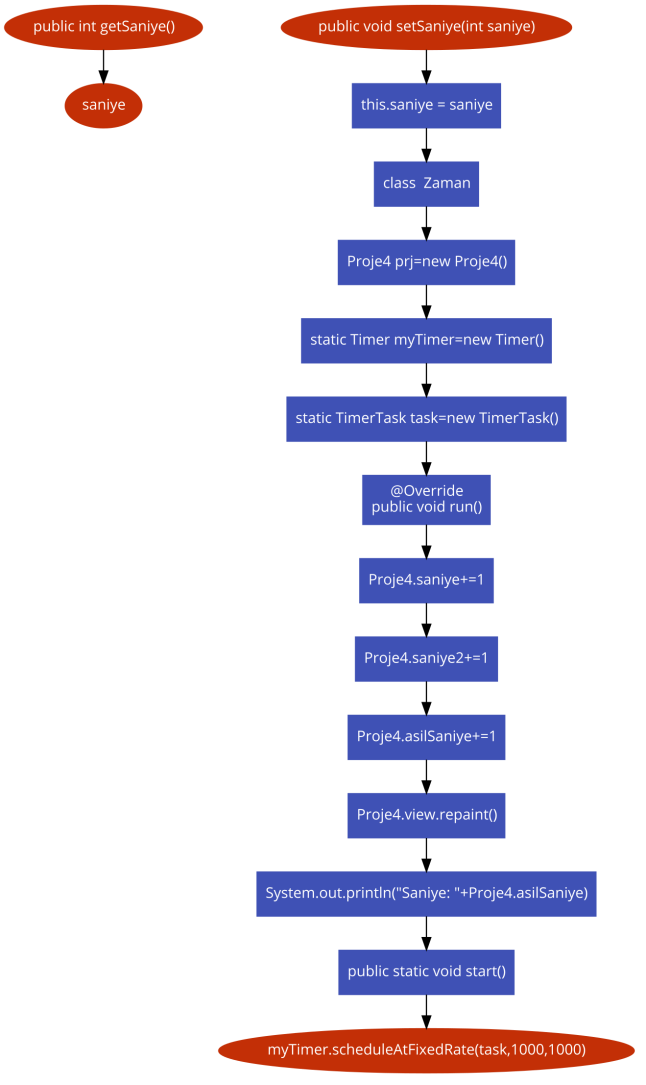 public int getSaniye()
saniye
public void setSaniye(int saniye)
this.saniye = saniye
class  Zaman
Proje4 prj=new Proje4()
static Timer myTimer=new Timer()
static TimerTask task=new TimerTask()
@Override
public void run()
Proje4.saniye+=1
Proje4.saniye2+=1
Proje4.asilSaniye+=1
Proje4.view.repaint()
System.out.println("Saniye: "+Proje4.asilSaniye)
public static void start()
myTimer.scheduleAtFixedRate(task,1000,1000)